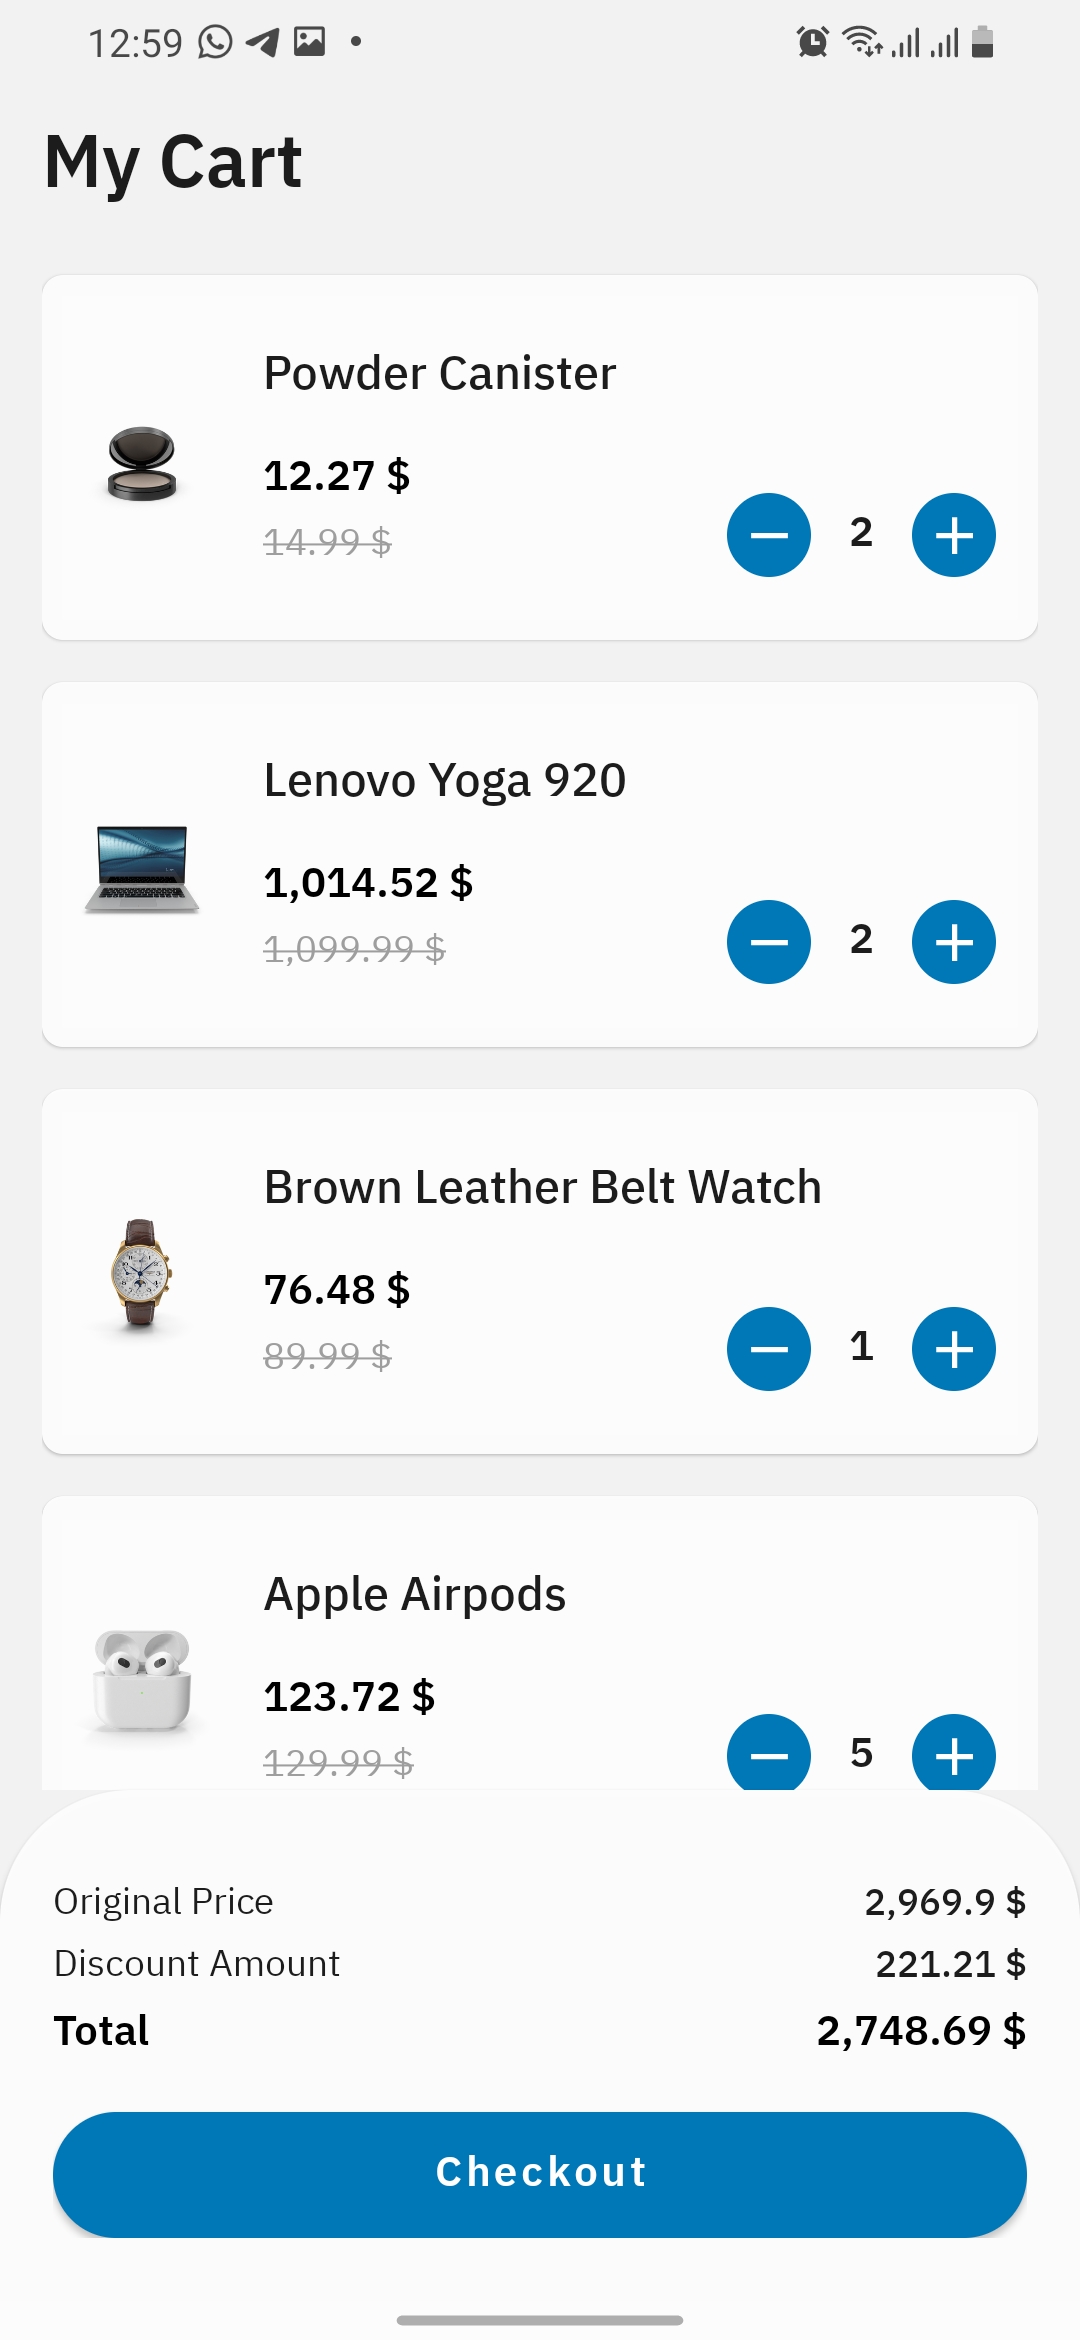 12:59
My Cart
Powder Canister
12.27 $
14.99 $
2
Lenovo Yoga 920
1,014.52 $
1,099.99 $
2
Brown Leather Belt Watch
76.48 $
89.99 $
1
Apple Airpods
123.72 $
129.99 $
5
Original Price 2,969.9 $
Discount Amount 221.21 $
Total 2,748.69 $
Checkout